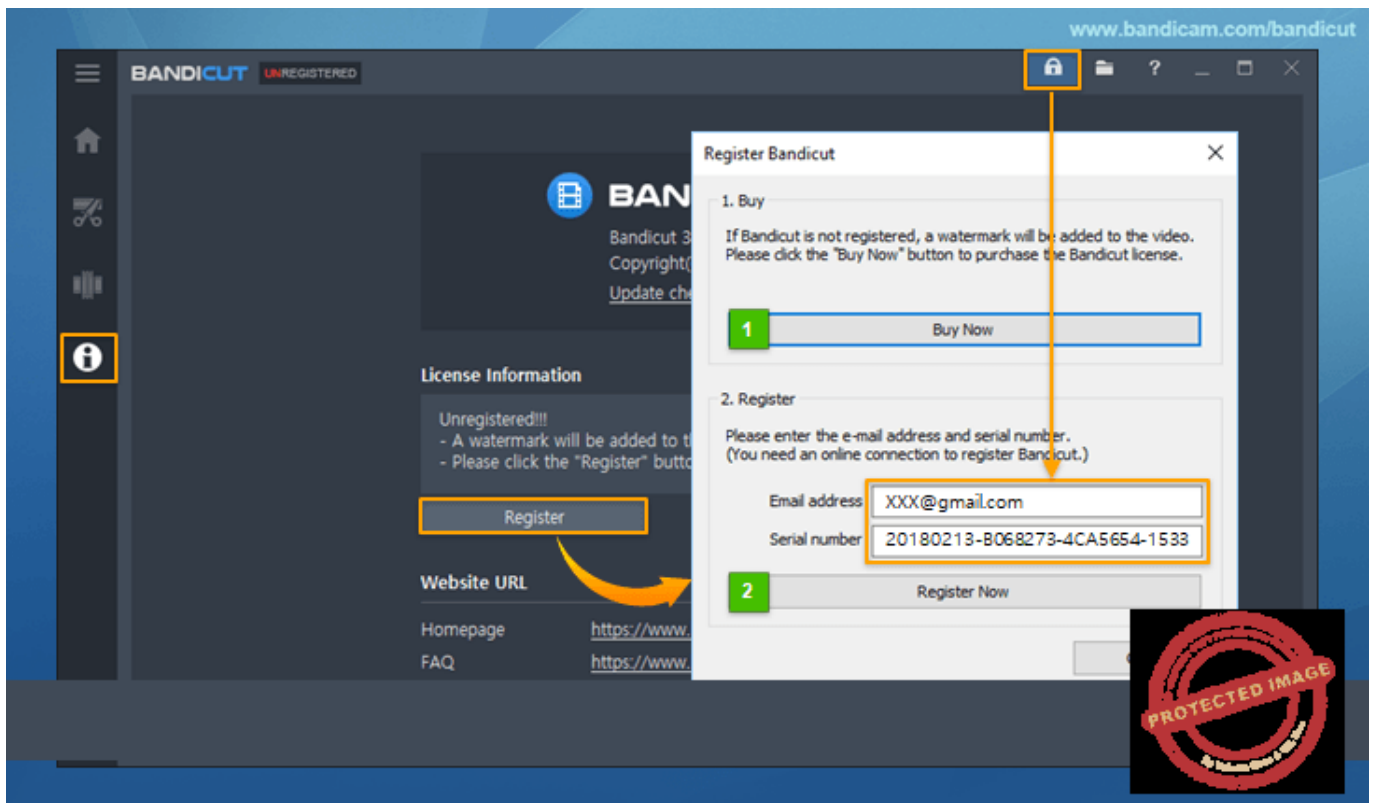 www.bandicam.com/bandicut
BANDICUT UNREGISTERED
?
BAN
Bandicut 3
Copyright(
Update che
License Information
Unregistered!!!
- A watermark will be added to t
- Please click the "Register" butto
Register
Website URL
Homepage https://www.
FAQ https://www.
Register Bandicut
1. Buy
If Bandicut is not registered, a watermark will be added to the video.
Please click the "Buy Now" button to purchase the Bandicut license.
1 Buy Now
2. Register
Please enter the e-mail address and serial number.
(You need an online connection to register Bandicut.)
Email address XXX@gmail.com
Serial number 20180213-B068273-4CA5654-1533
2 Register Now
PROTECTED IMAGE